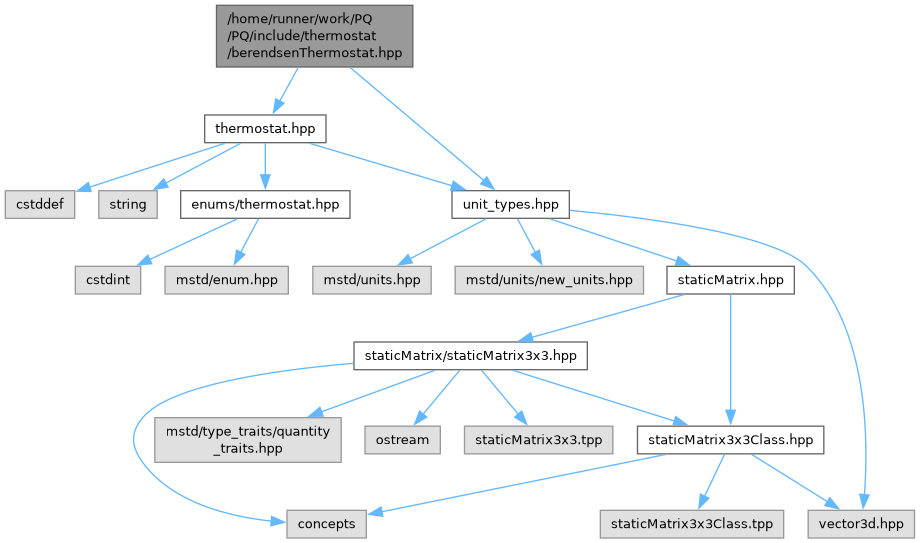 /home/runner/work/PQ
/PQ/include/thermostat
/berendsenThermostat.hpp
thermostat.hpp
cstddef
string
enums/thermostat.hpp
unit_types.hpp
cstdint
mstd/enum.hpp
mstd/units.hpp
mstd/units/new_units.hpp
staticMatrix.hpp
staticMatrix/staticMatrix3x3.hpp
mstd/type_traits/quantity
_traits.hpp
ostream
staticMatrix3x3.tpp
staticMatrix3x3Class.hpp
concepts
staticMatrix3x3Class.tpp
vector3d.hpp